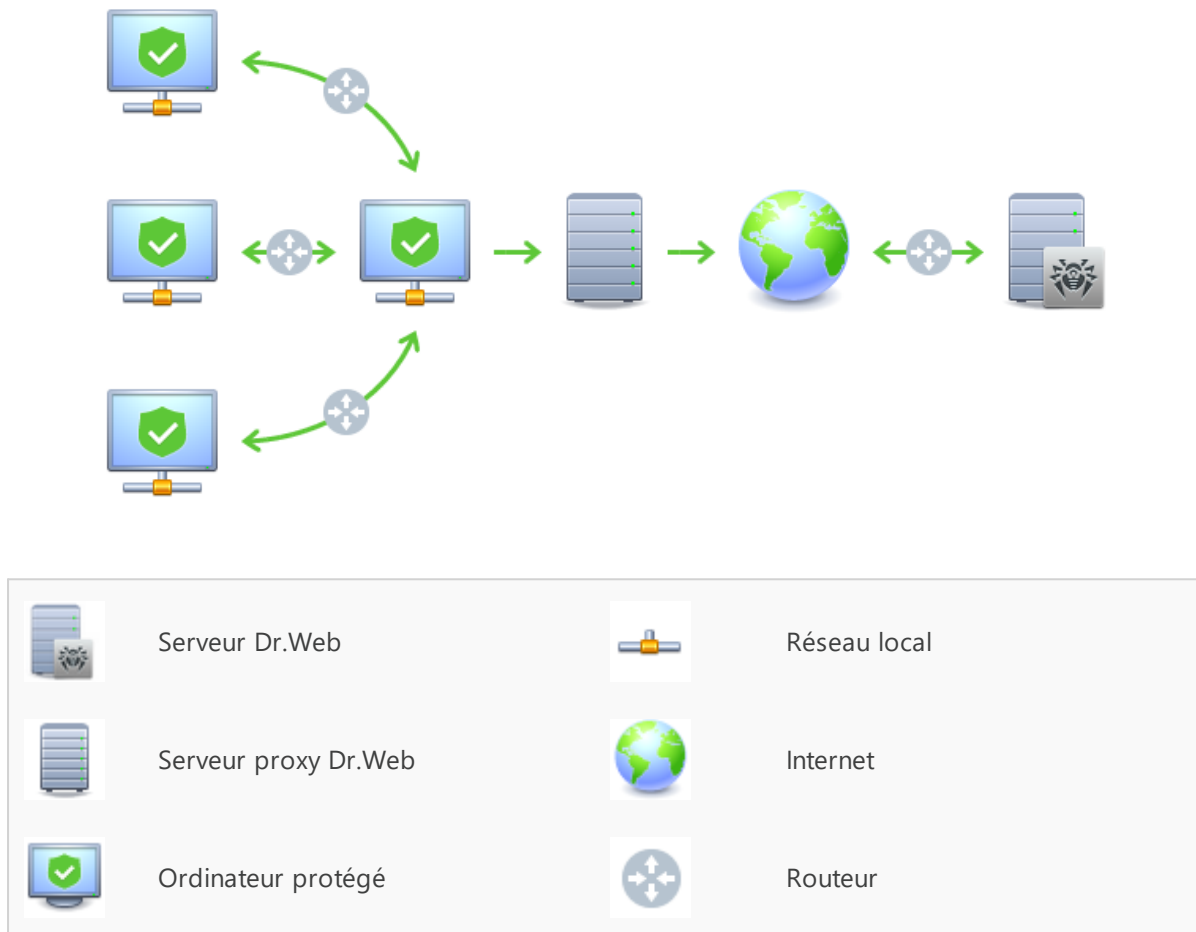 Serveur Dr.Web
Réseau local
Serveur proxy Dr.Web
Internet
Ordinateur protégé
Routeur